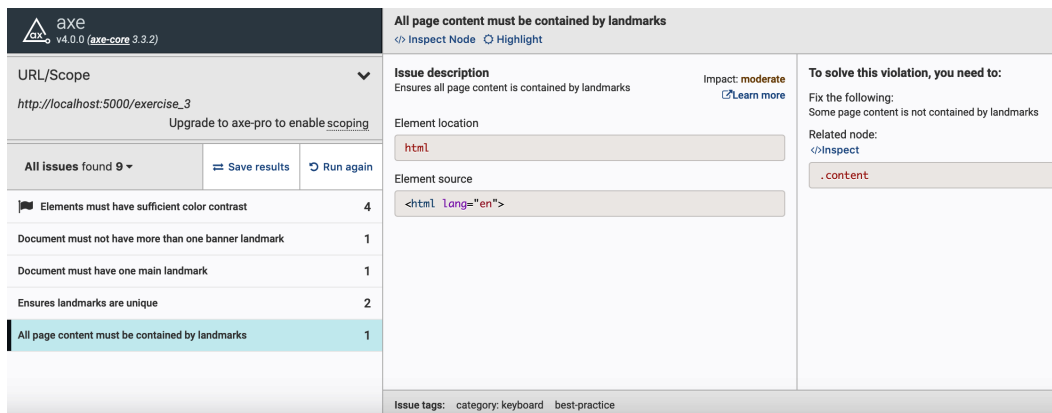 axe
v4.0.0 (axe-core 3.3.2)
URL/Scope
http://localhost:5000/exercise_3
Upgrade to axe-pro to enable scoping
All issues found 9
Save results
Run again
Elements must have sufficient color contrast 4
Document must not have more than one banner landmark 1
Document must have one main landmark 1
Ensures landmarks are unique 2
All page content must be contained by landmarks 1
All page content must be contained by landmarks
</> Inspect Node Highlight
Issue description
Ensures all page content is contained by landmarks
Impact: moderate
Learn more
Element location
html
Element source
<html lang="en">
To solve this violation, you need to:
Fix the following:
Some page content is not contained by landmarks
Related node:
</>Inspect
.content
Issue tags: category: keyboard best-practice